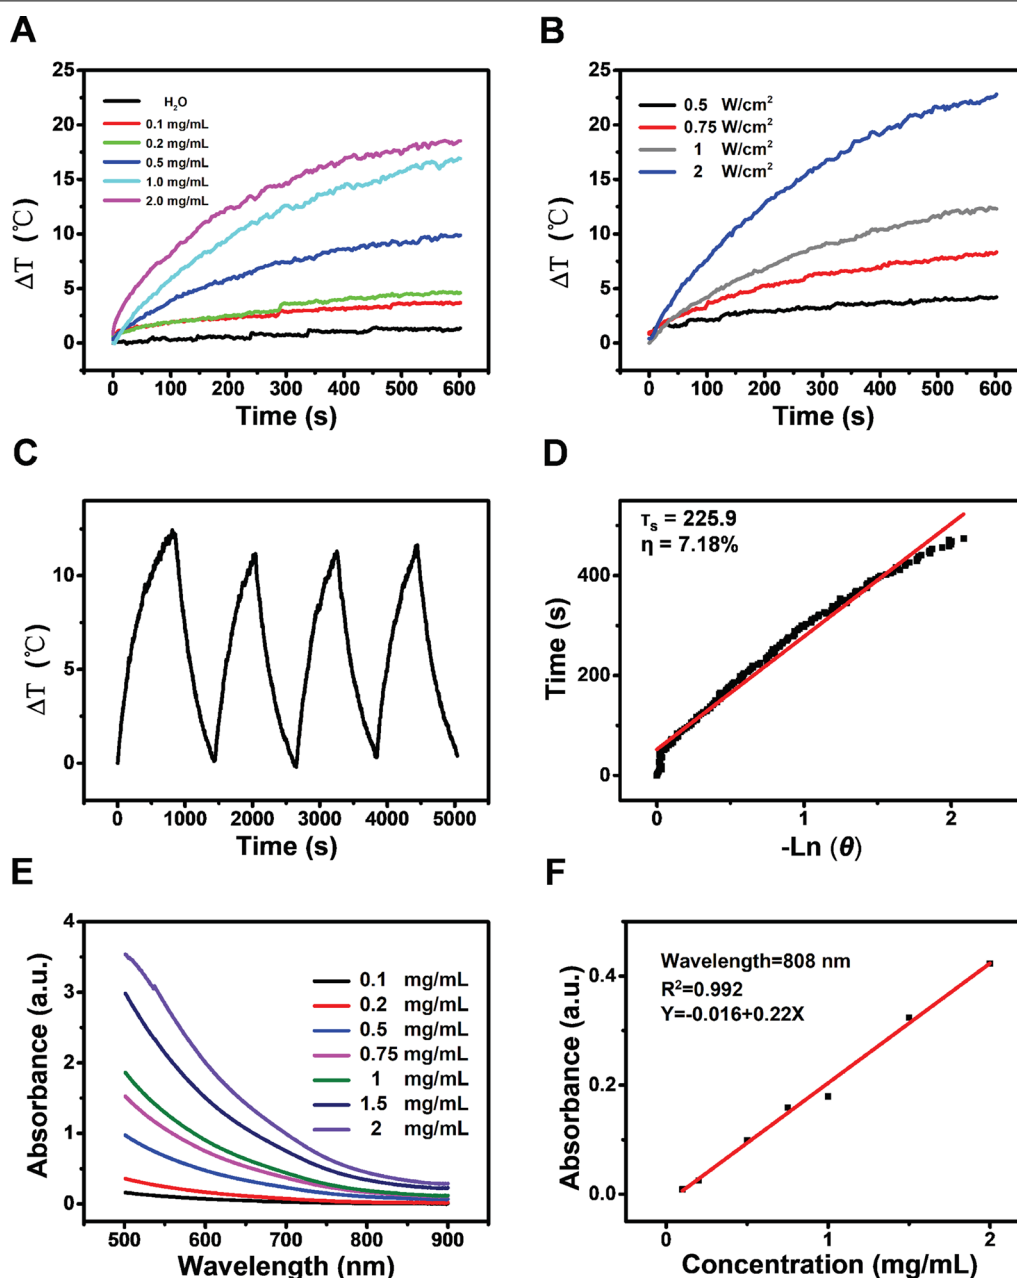 A
25
20
15
10
5
0
ΔT (℃)
H₂O
0.1 mg/mL
0.2 mg/mL
0.5 mg/mL
1.0 mg/mL
2.0 mg/mL
0 100 200 300 400 500 600
Time (s)
B
25
20
15
10
5
0
ΔT (℃)
0.5 W/cm²
0.75 W/cm²
1 W/cm²
2 W/cm²
0 100 200 300 400 500 600
Time (s)
C
10
5
0
ΔT (℃)
0 1000 2000 3000 4000 5000
Time (s)
D
τs = 225.9
η = 7.18%
400
200
0
Time (s)
0 1 2
-Ln (θ)
E
4
3
2
1
0
Absorbance (a.u.)
0.1 mg/mL
0.2 mg/mL
0.5 mg/mL
0.75 mg/mL
1 mg/mL
1.5 mg/mL
2 mg/mL
500 600 700 800 900
Wavelength (nm)
F
Wavelength=808 nm
R²=0.992
Y=-0.016+0.22X
0.4
0.2
0.0
Absorbance (a.u.)
0 1 2
Concentration (mg/mL)